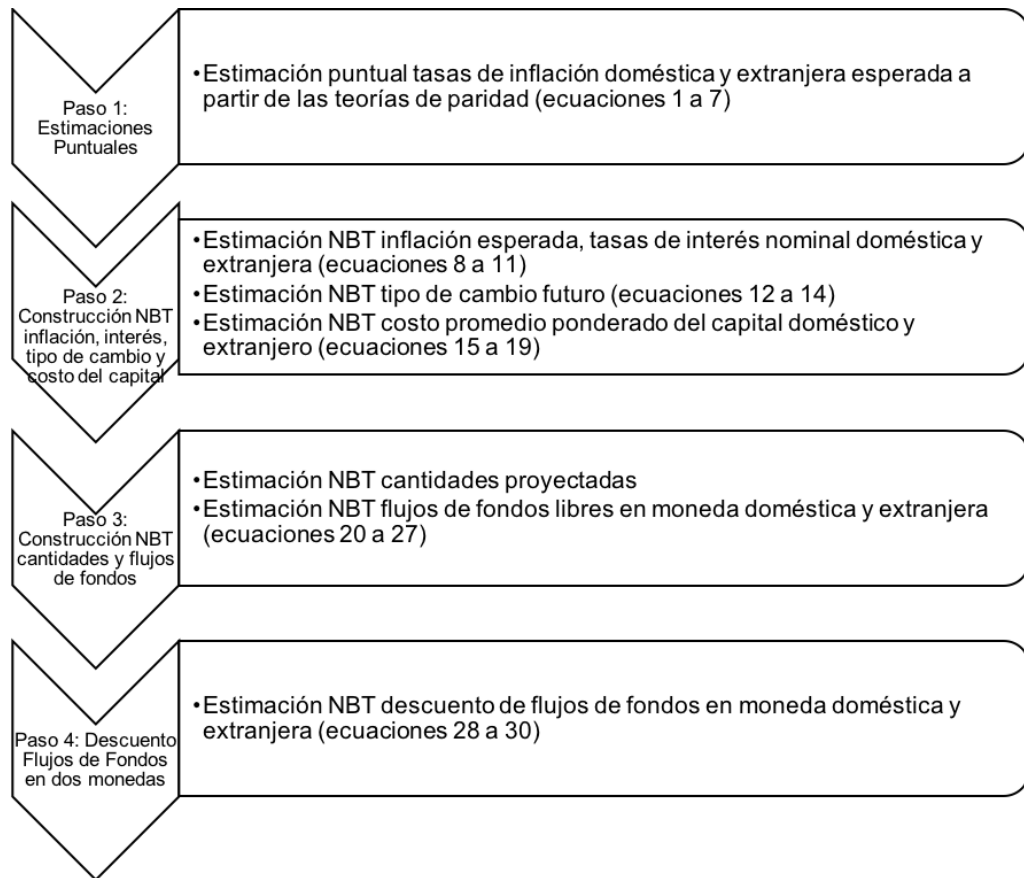 Paso 1:
Estimaciones
Puntuales
•Estimación puntual tasas de inflación doméstica y extranjera esperada a
partir de las teorías de paridad (ecuaciones 1 a 7)
Paso 2:
Construcción NBT
inflación, interés,
tipo de cambio y
costo del capital
•Estimación NBT inflación esperada, tasas de interés nominal doméstica y
extranjera (ecuaciones 8 a 11)
•Estimación NBT tipo de cambio futuro (ecuaciones 12 a 14)
•Estimación NBT costo promedio ponderado del capital doméstico y
extranjero (ecuaciones 15 a 19)
Paso 3:
Construcción NBT
cantidades y flujos
de fondos
•Estimación NBT cantidades proyectadas
•Estimación NBT flujos de fondos libres en moneda doméstica y extranjera
(ecuaciones 20 a 27)
Paso 4: Descuento
Flujos de Fondos
en dos monedas
•Estimación NBT descuento de flujos de fondos en moneda doméstica y
extranjera (ecuaciones 28 a 30)